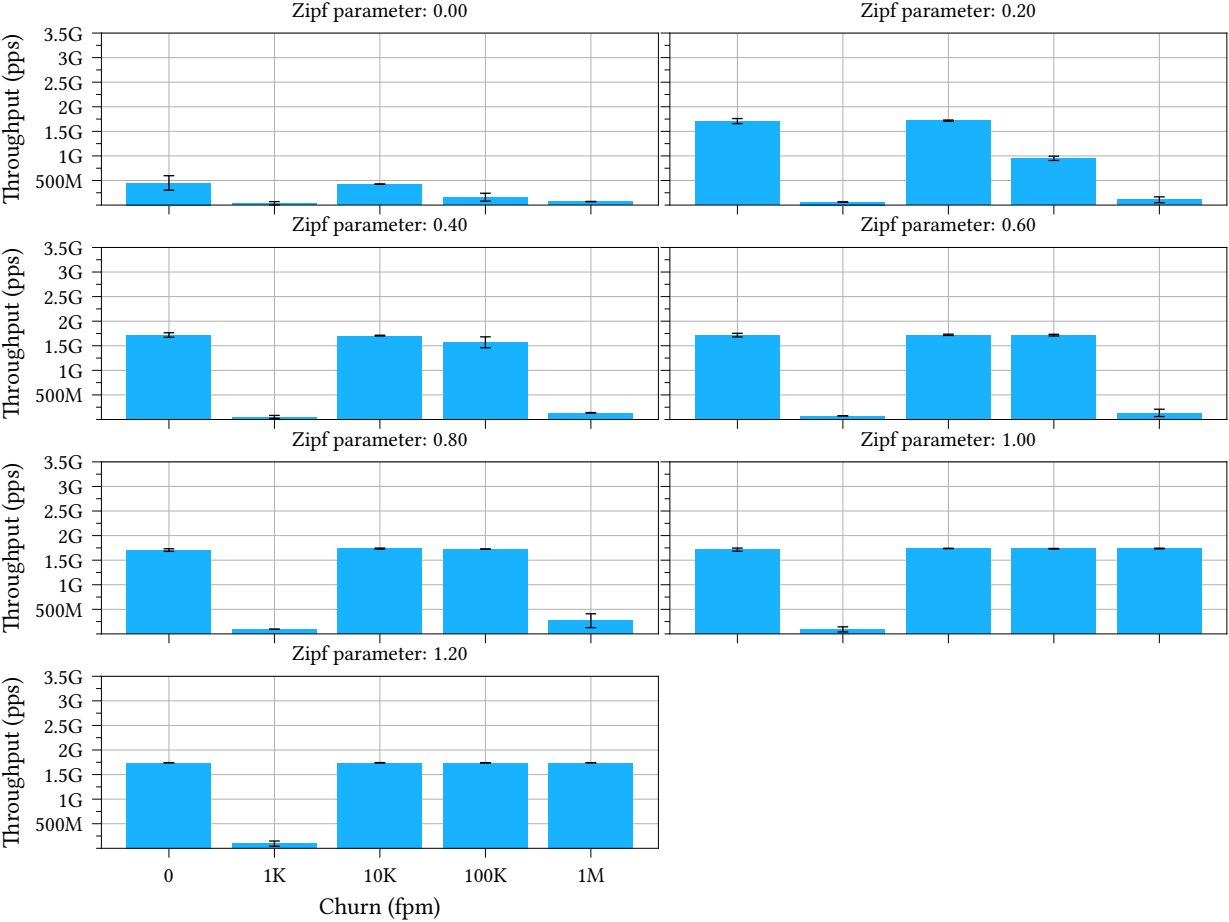 Zipf parameter: 0.00
Zipf parameter: 0.20
Throughput (pps)
3.5G
3G
2.5G
2G
1.5G
1G
500M
Zipf parameter: 0.40
Zipf parameter: 0.60
Throughput (pps)
3.5G
3G
2.5G
2G
1.5G
1G
500M
Zipf parameter: 0.80
Zipf parameter: 1.00
Throughput (pps)
3.5G
3G
2.5G
2G
1.5G
1G
500M
Zipf parameter: 1.20
Throughput (pps)
3.5G
3G
2.5G
2G
1.5G
1G
500M
0 1K 10K 100K 1M
Churn (fpm)